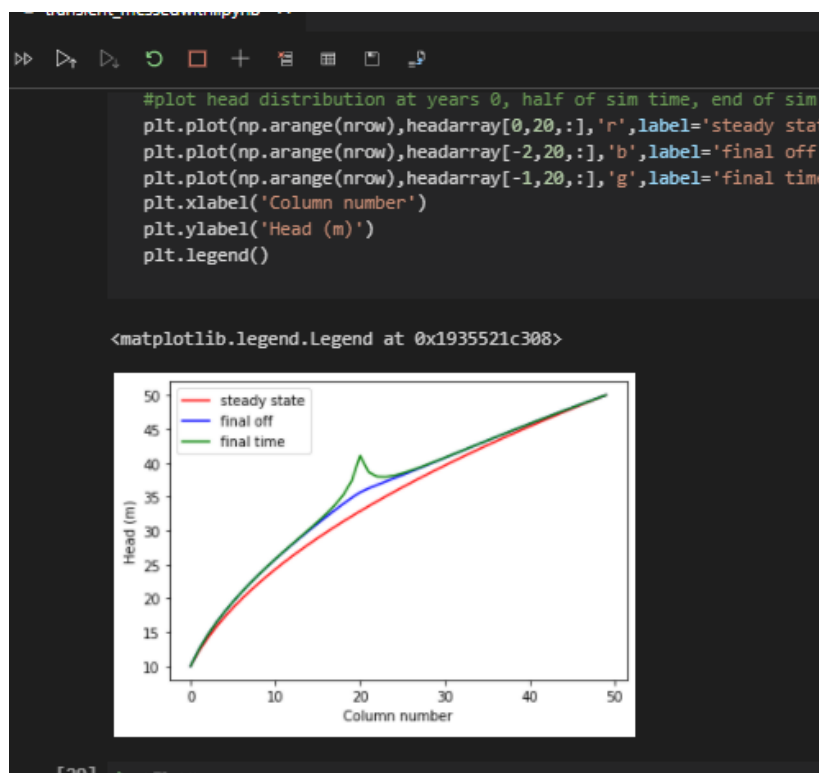 #plot head distribution at years 0, half of sim time, end of sim
plt.plot(np.arange(nrow),headarray[0,20,:],'r',label='steady sta
plt.plot(np.arange(nrow),headarray[-2,20,:],'b',label='final off
plt.plot(np.arange(nrow),headarray[-1,20,:],'g',label='final time
plt.xlabel('Column number')
plt.ylabel('Head (m)')
plt.legend()
<matplotlib.legend.Legend at 0x1935521c308>
steady state
final off
final time
50
45
40
35
30
25
20
15
10
Head (m)
0 10 20 30 40 50
Column number